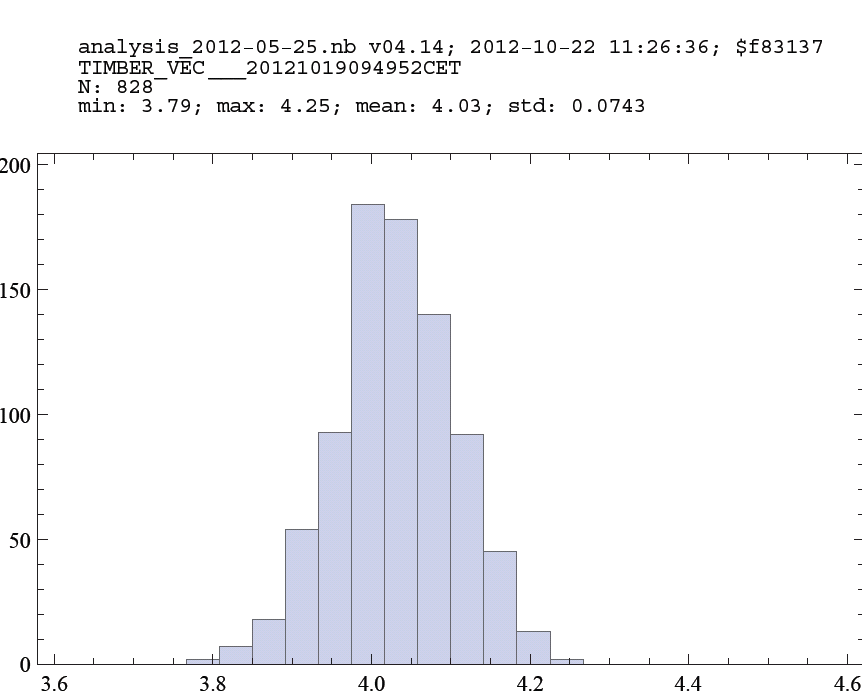 analysis_2012-05-25.nb v04.14; 2012-10-22 11:26:36; $f83137
TIMBER_VEC___20121019094952CET
N: 828
min: 3.79; max: 4.25; mean: 4.03; std: 0.0743
200
150
100
50
0
3.6 3.8 4.0 4.2 4.4 4.6